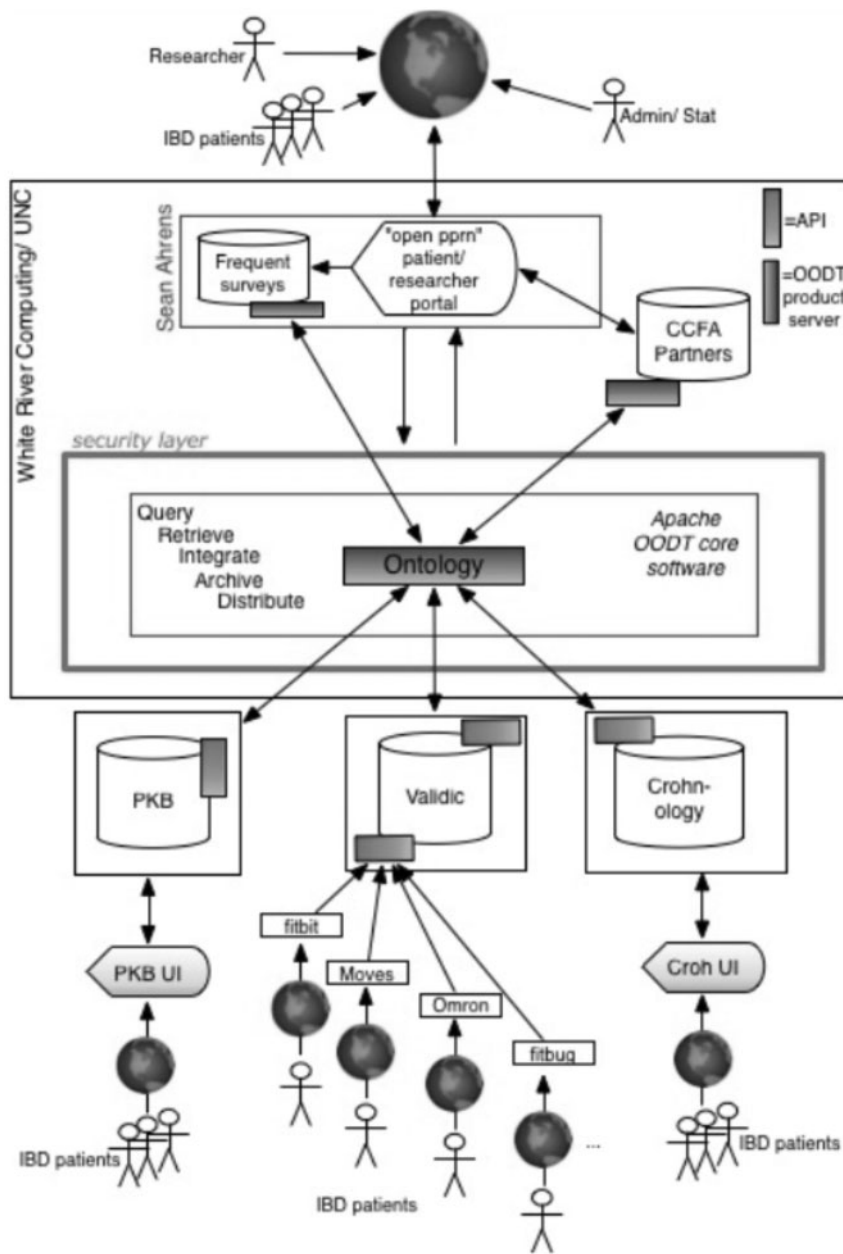 Researcher
IBD patients
Admin/ Stat
White River Computing/ UNC
Sean Ahrens
Frequent
surveys
"open pprn"
patient/
researcher
portal
=API
=OODT
product
server
CCFA
Partners
security layer
Query
Retrieve
Integrate
Archive
Distribute
Ontology
Apache
OODT core
software
PKB
Validic
Crohn-
ology
fitbit
Moves
Omron
fitbug
PKB UI
Croh UI
...
IBD patients
IBD patients
IBD patients